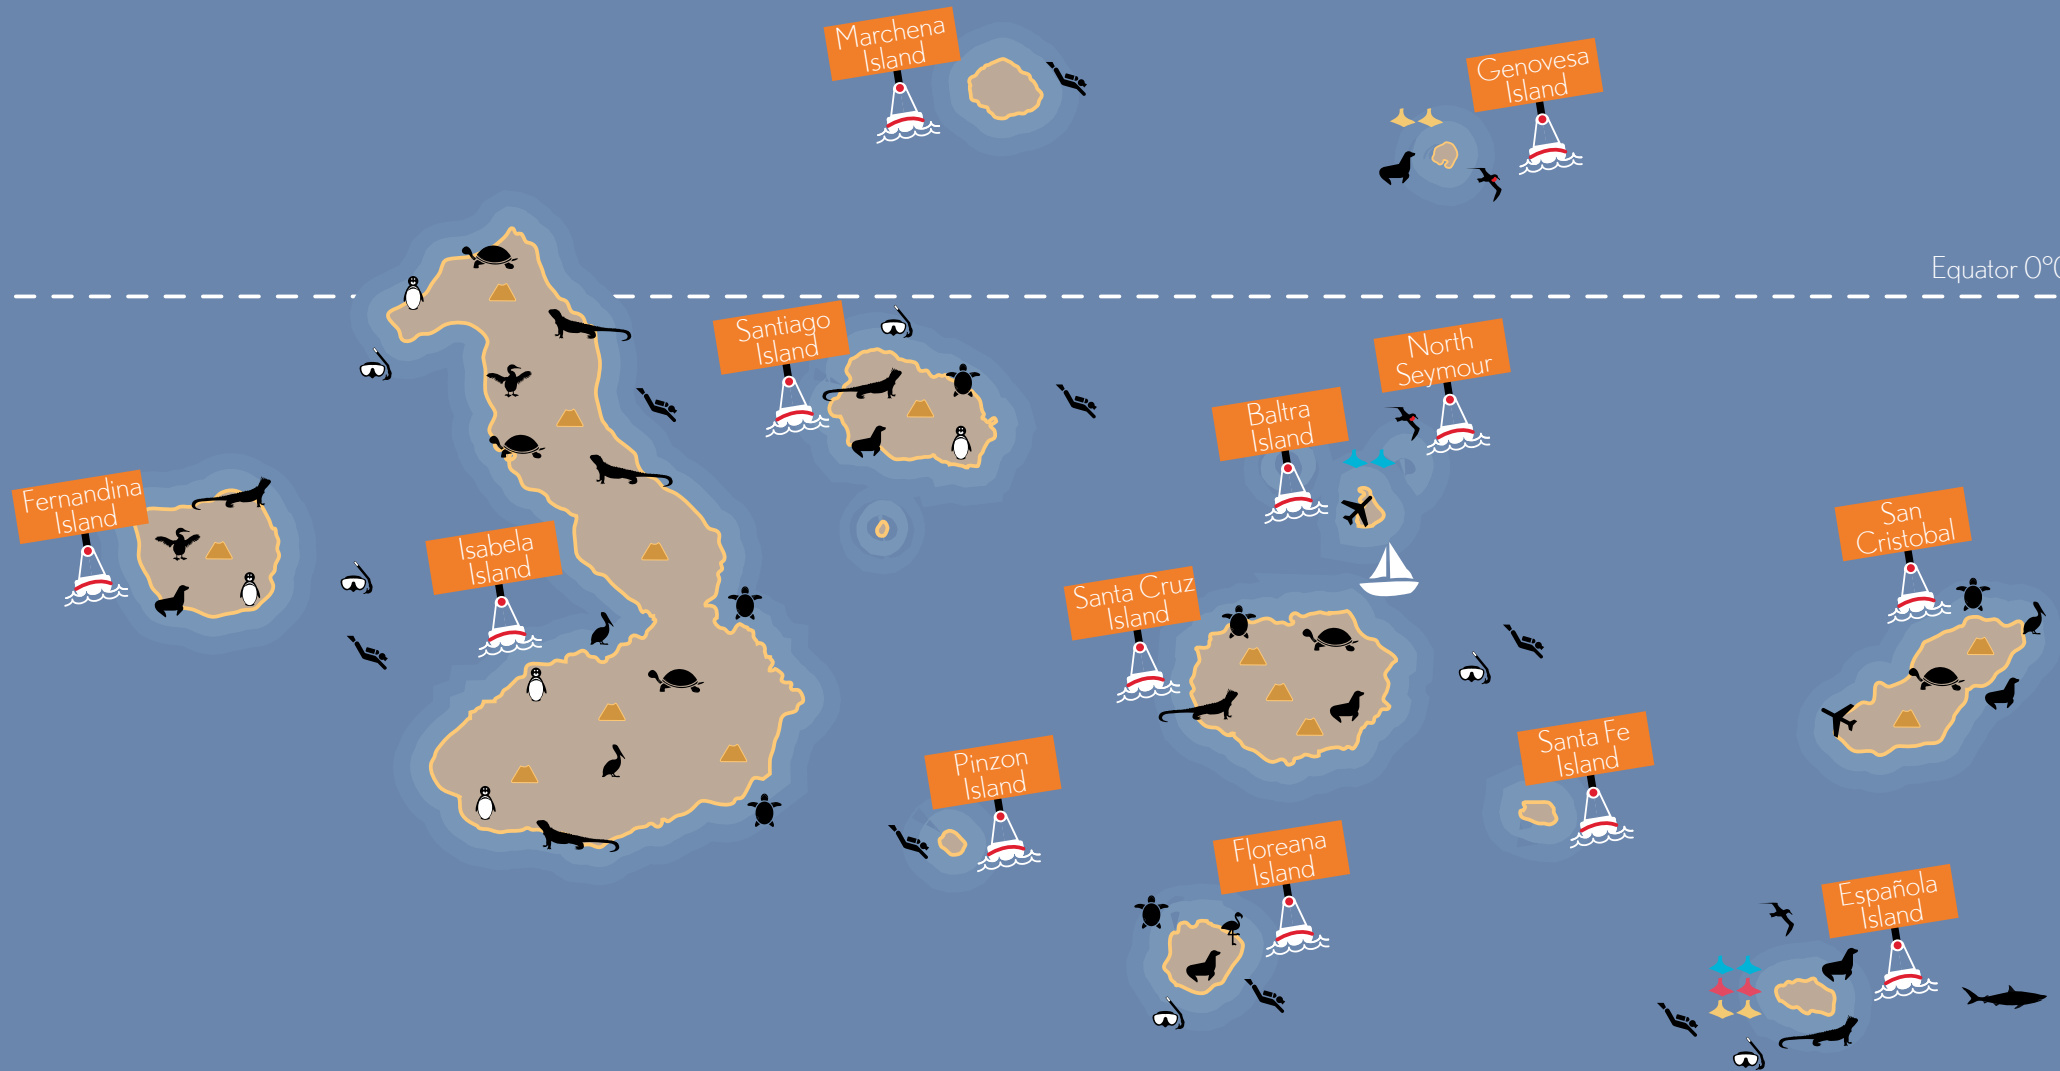 Marchena
Island
Genovesa
Island
Equator 0°0
Santiago
Island
North
Seymour
Baltra
Island
Fernandina
Island
Isabela
Island
San
Cristobal
Santa Cruz
Island
Santa Fe
Island
Pinzon
Island
Floreana
Island
Española
Island